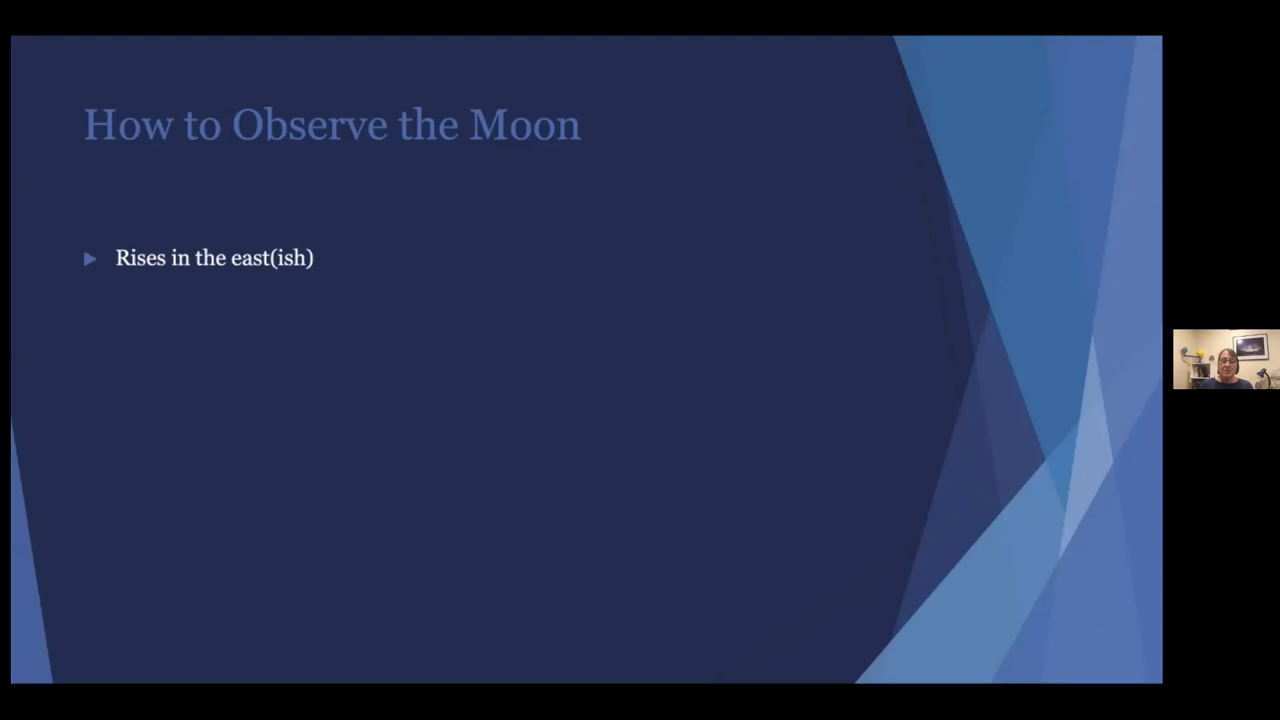 How to Observe the Moon
Rises in the east(ish)